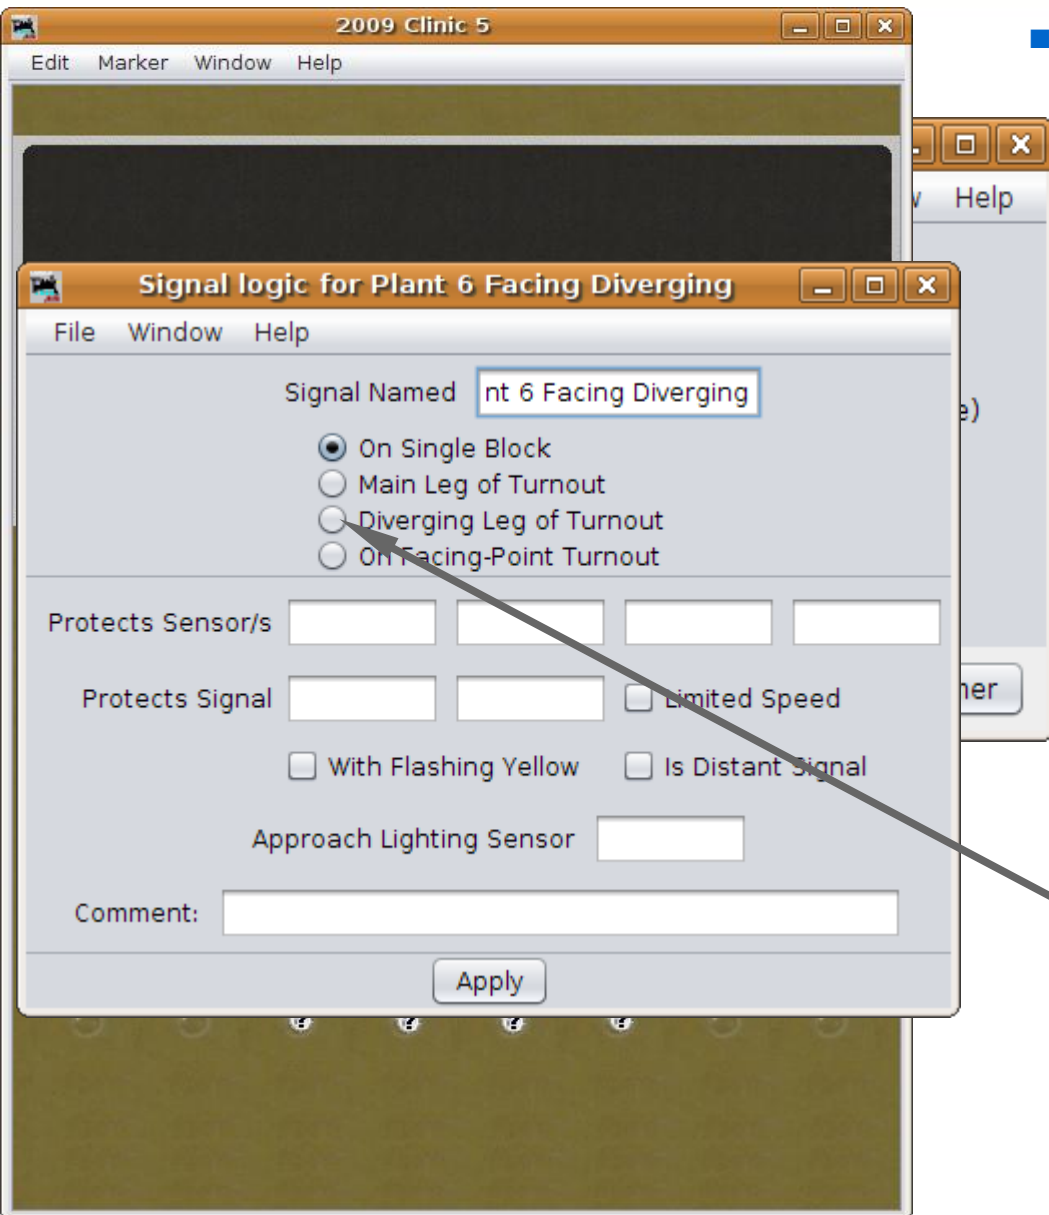 2009 Clinic 5
Edit Marker Window Help
Help
Signal logic for Plant 6 Facing Diverging
File Window Help
Signal Named nt 6 Facing Diverging
On Single Block
Main Leg of Turnout
Diverging Leg of Turnout
On Facing-Point Turnout
Protects Sensor/s
Protects Signal Limited Speed
With Flashing Yellow Is Distant Signal
Approach Lighting Sensor
Comment:
Apply